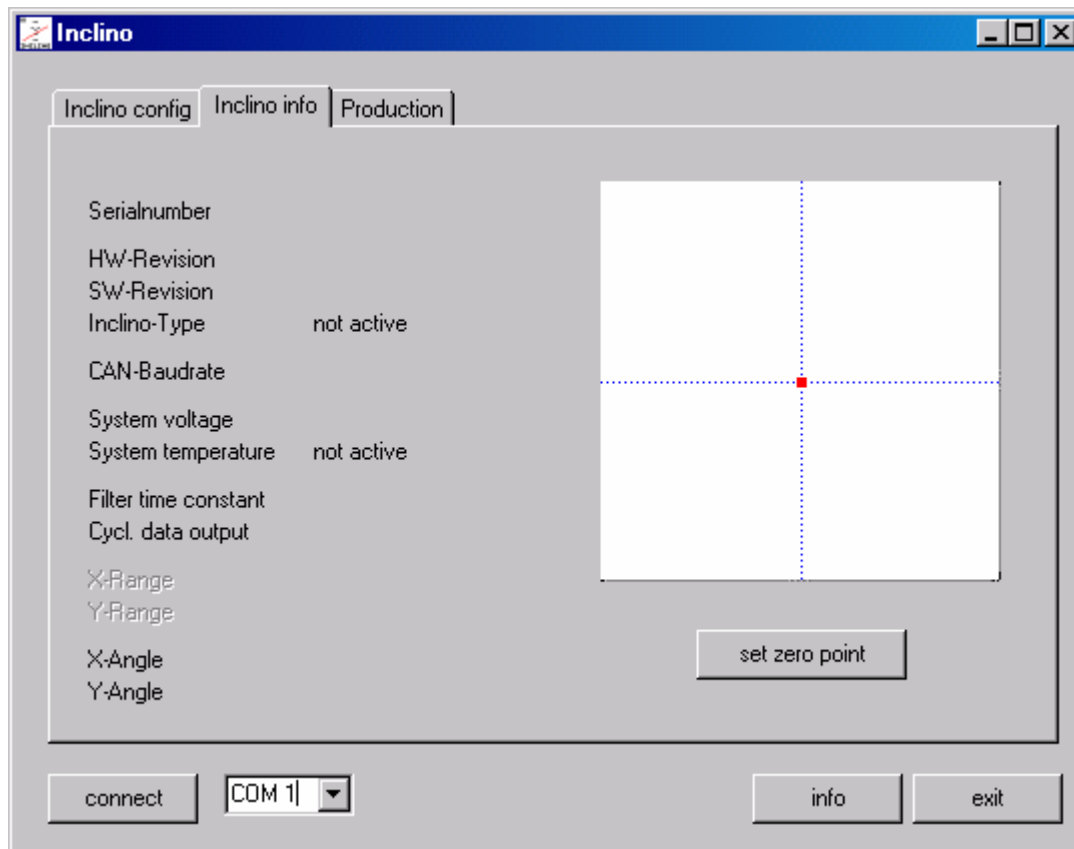 Inclino
Inclino config Inclino info Production
Serialnumber
HW-Revision
SW-Revision
Inclino-Type not active
CAN-Baudrate
System voltage
System temperature not active
Filter time constant
Cycl. data output
X-Range
Y-Range
X-Angle
Y-Angle
set zero point
connect COM 1 info exit